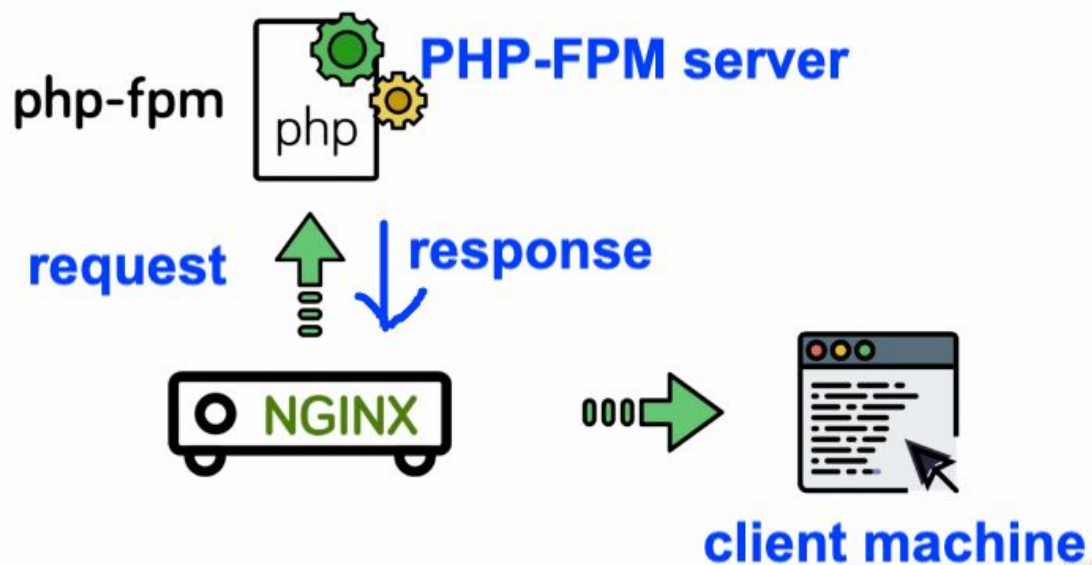 PHP-FPM server
php-fpm
php
request
response
NGINX
client machine